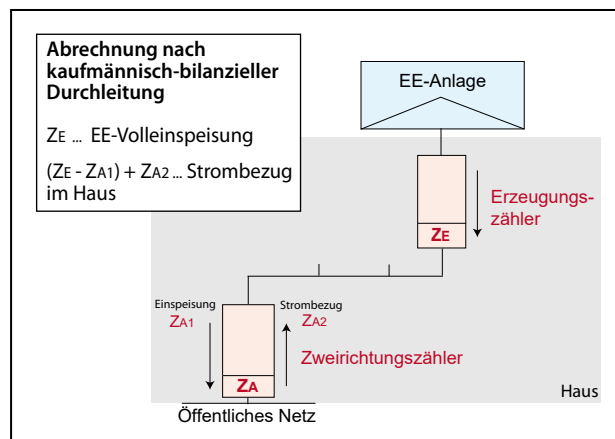 Abrechnung nach
kaufmännisch-bilanzieller
Durchleitung
ZE ... EE-Volleinspeisung
(ZE - ZA1) + ZA2 ... Strombezug
im Haus
EE-Anlage
Erzeugungs-
zähler
ZE
Einspeisung
ZA1
Strombezug
ZA2
Zweirichtungszähler
ZA
Haus
Öffentliches Netz